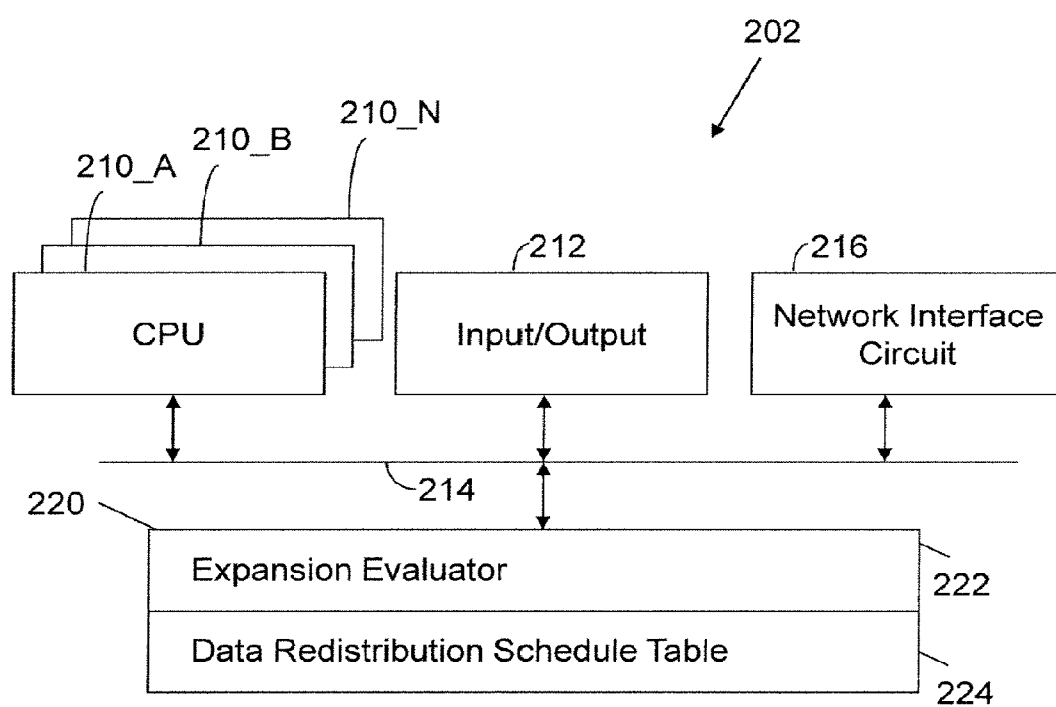 202
210_N
210_B
210_A
212
216
CPU
Input/Output
Network Interface
Circuit
214
220
Expansion Evaluator
222
Data Redistribution Schedule Table
224